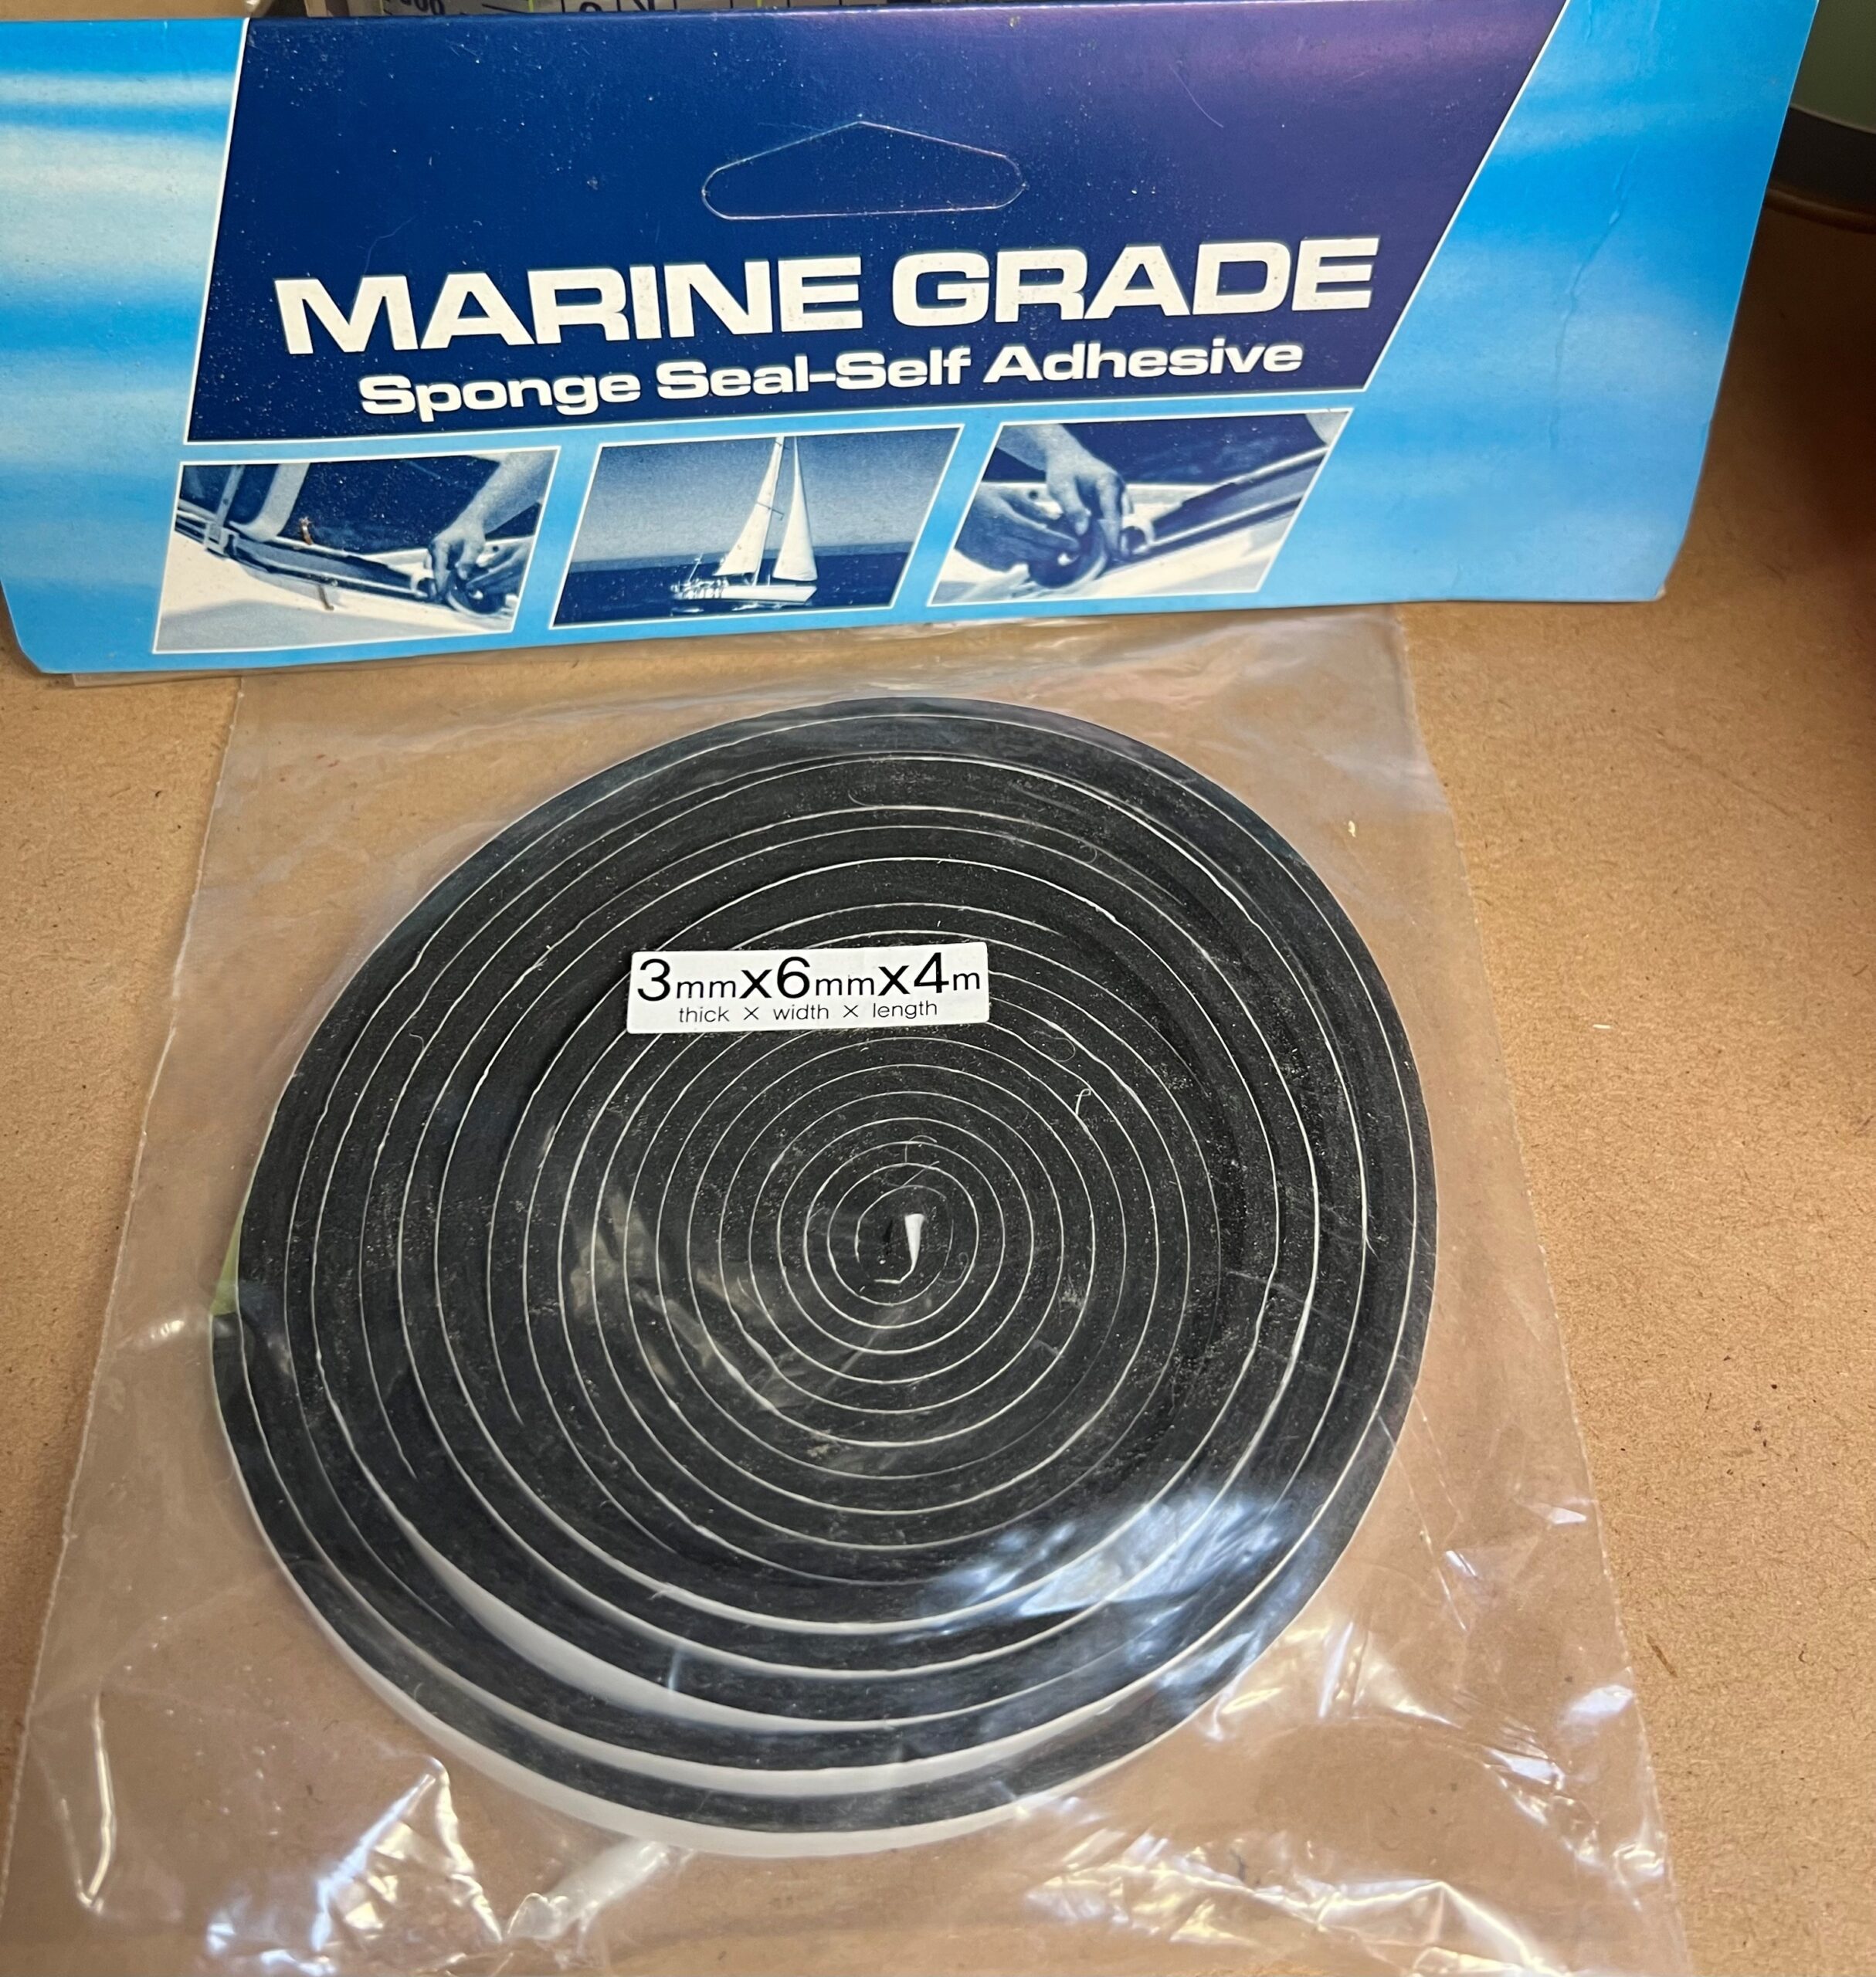 MARINE GRADE
Sponge Seal-Self Adhesive
3mmx6mmx4m
thick x width x length